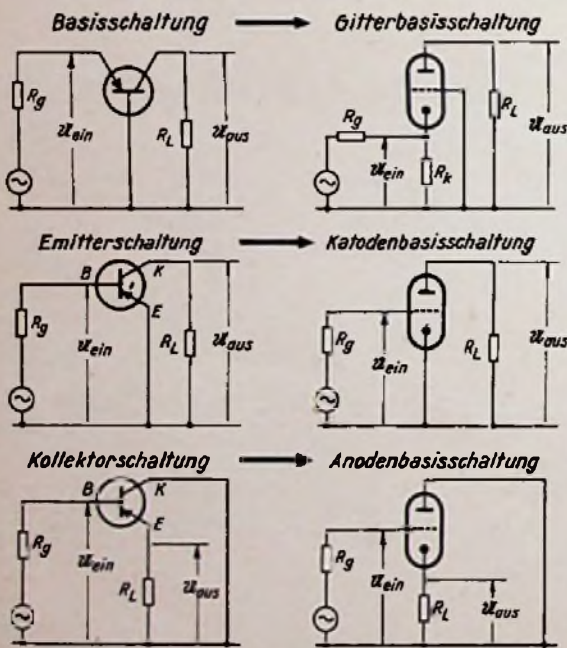 Basisschaltung Gitterbasisschaltung
Rg
𝔘ein
RL
𝔘aus
Rg
𝔘ein
Rk
RL
𝔘aus
Emitterschaltung Katodenbasisschaltung
B
K
E
Rg
𝔘ein
RL
𝔘aus
Rg
𝔘ein
RL
𝔘aus
Kollektorschaltung Anodenbasisschaltung
B
K
E
Rg
𝔘ein
RL
𝔘aus
Rg
𝔘ein
RL
𝔘aus